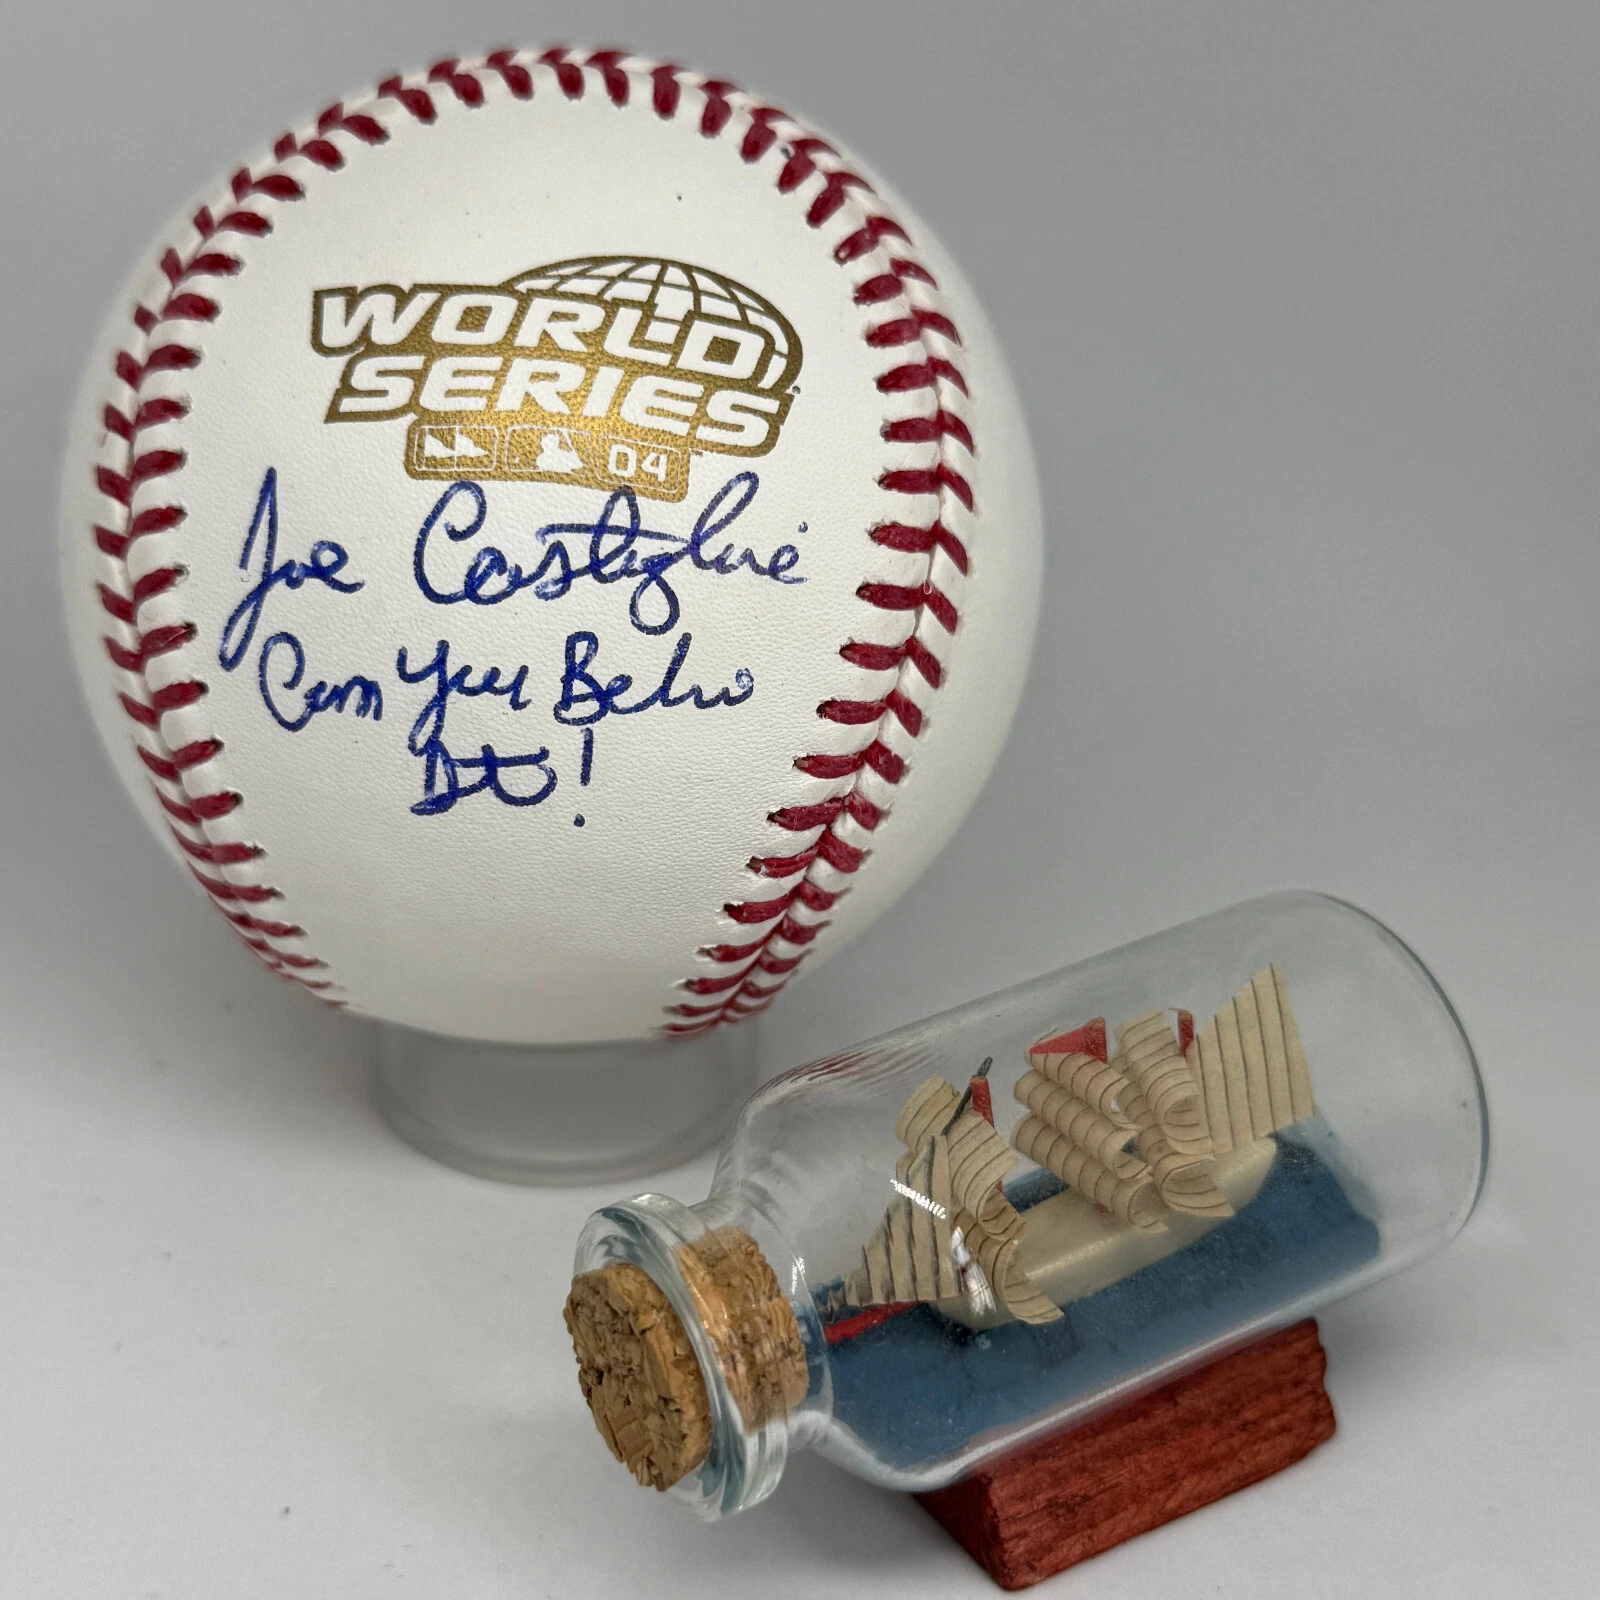 WORLD
SERIES
04
Joe Castiglione
Can You Believe
It!